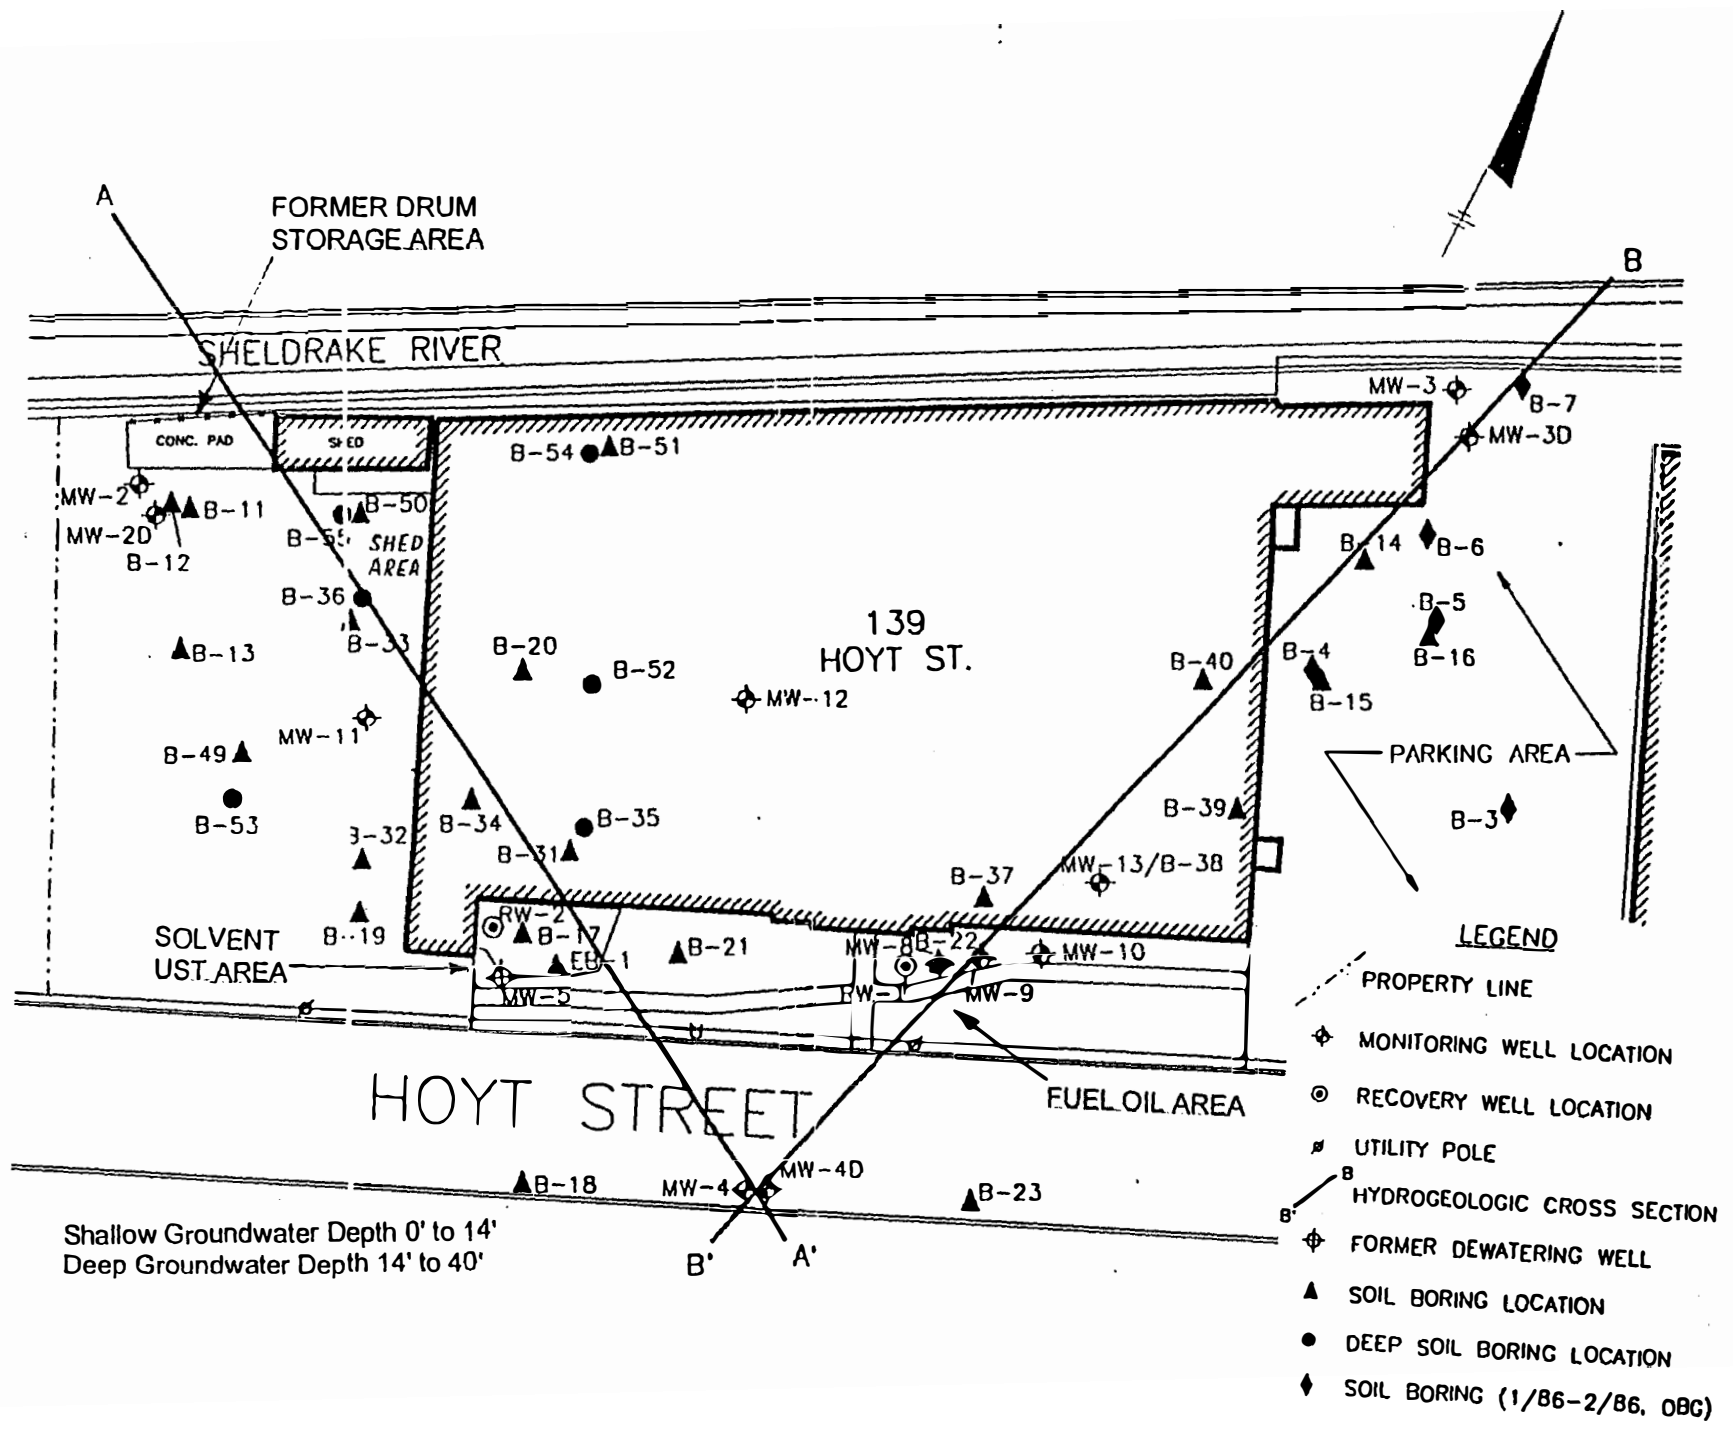 A
FORMER DRUM
STORAGE AREA
B
SHELDRAKE RIVER
MW-3
B-7
CONC. PAD
SHED
B-54
B-51
MW-3D
MW-2
B-11
B-50
MW-2D
B-55
B-12
SHED
AREA
B-14
B-6
B-36
B-33
B-5
B-13
B-20
B-52
139
HOYT ST.
B-40
B-4
B-16
MW-12
B-15
MW-11
B-49
PARKING AREA
B-53
B-34
B-35
B-39
B-3
B-32
B-31
B-37
MW-13/B-38
RW-2
B-19
B-17
B-21
MW-8
B-22
MW-10
SOLVENT
UST AREA
EB-1
MW-5
MW-9
HOYT STREET
FUEL OIL AREA
B-18
MW-4
MW-4D
B-23
B'
A'
Shallow Groundwater Depth 0' to 14'
Deep Groundwater Depth 14' to 40'
LEGEND
PROPERTY LINE
MONITORING WELL LOCATION
RECOVERY WELL LOCATION
UTILITY POLE
B
B'
HYDROGEOLOGIC CROSS SECTION
FORMER DEWATERING WELL
SOIL BORING LOCATION
DEEP SOIL BORING LOCATION
SOIL BORING (1/86-2/86, OBG)